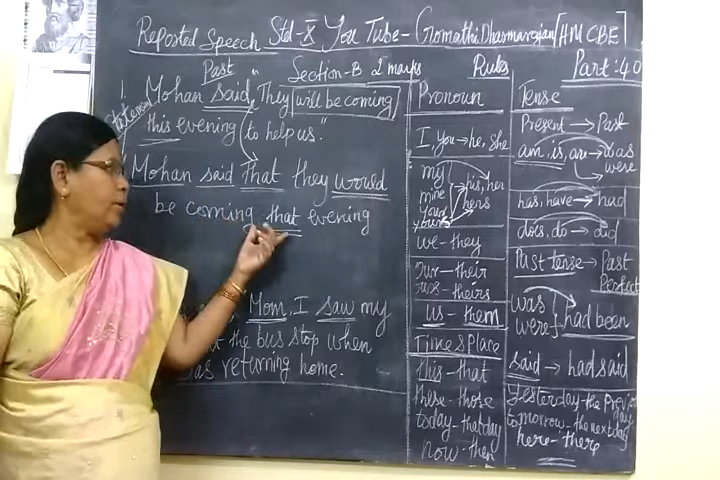 Reported Speech Std-X You Tube- Gomathi Dharmarajan [HM CBE]
Past
Section-B 2 marks
Rules
Part:40
Statement
1. Mohan said, "They will be coming
this evening to help us."
Mohan said that they would
be coming that evening
Mom, I saw my
the bus stop when
was returning home.
Pronoun
I, you → he, she
my
mine
your
yours
his, her
hers
we - they
our - their
ours - theirs
us - them
Time & Place
This - that
these - those
today - that day
now - then
Tense
Present → Past
am, is, are → was
were
has, have → had
does, do → did
Past tense → Past
Perfect
was
were
had been
said → had said
Yesterday - the previous
day
tomorrow - the next day
here - there